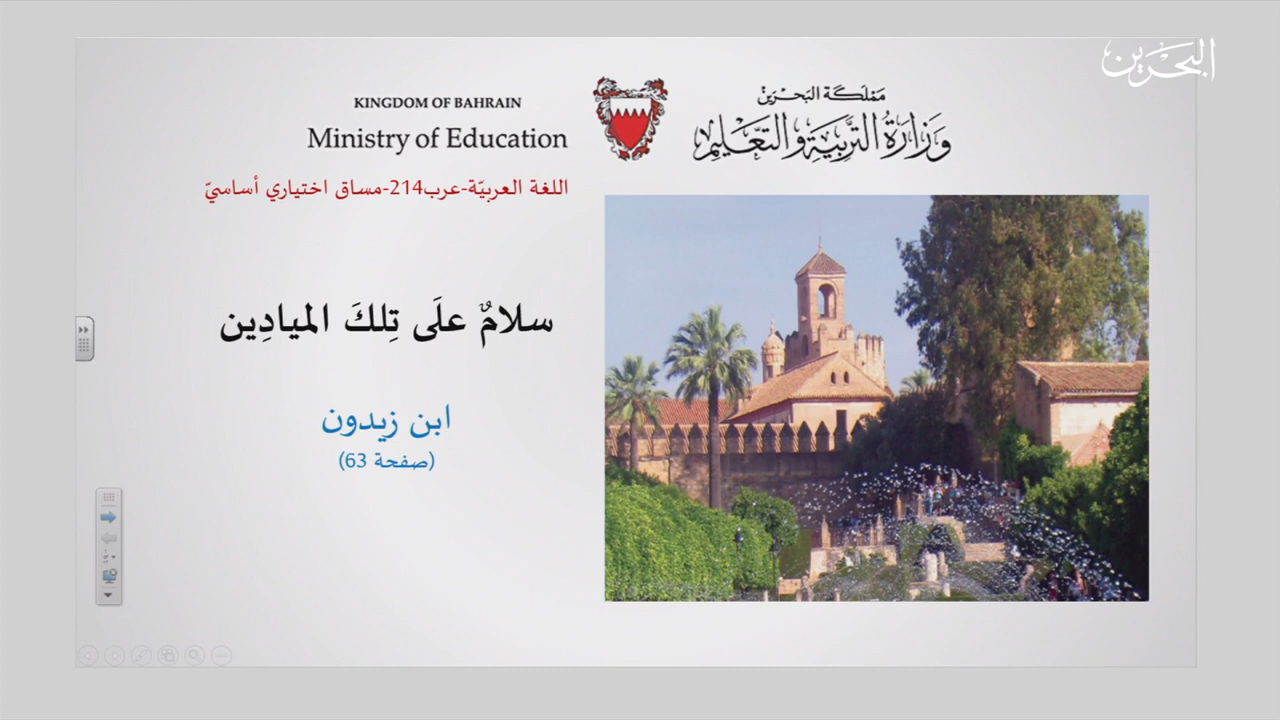 البحرين
KINGDOM OF BAHRAIN
Ministry of Education
مملكة البحرين
وزارة التربية والتعليم
اللغة العربيّة-عرب214-مساق اختياري أساسيّ
سلامٌ علَى تِلكَ الميادِين
ابن زيدون
(صفحة 63)